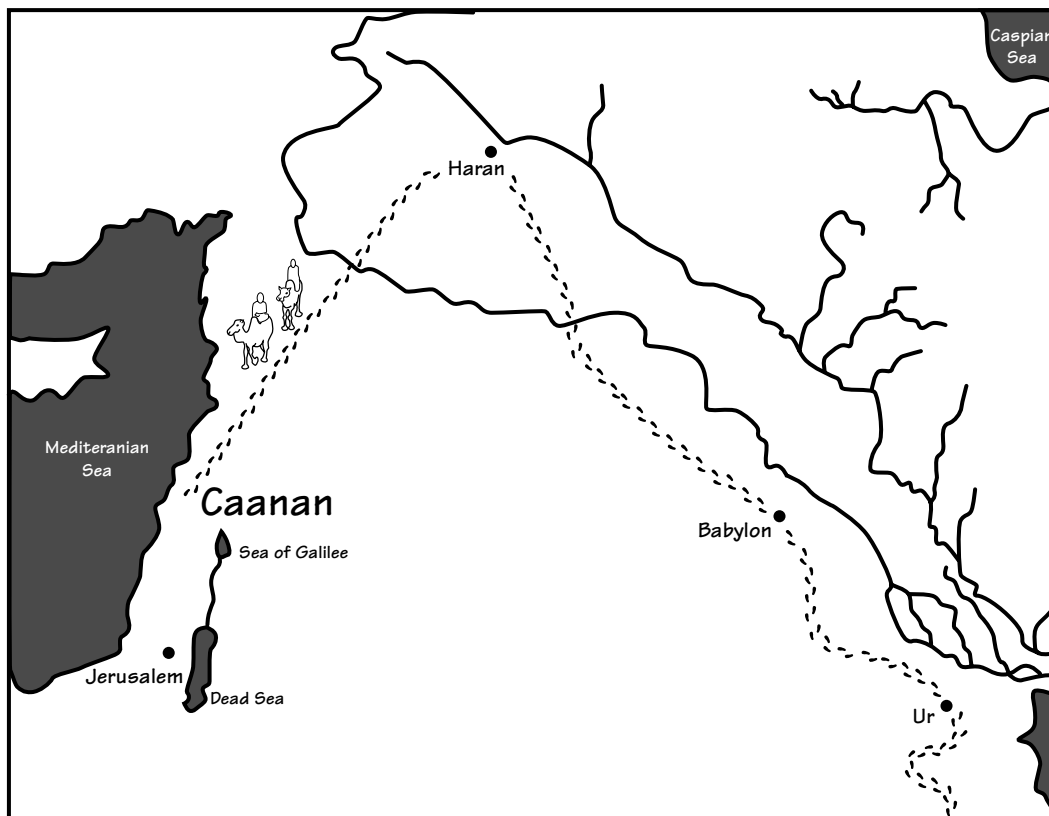 Caspian
Sea
Haran
Mediteranian
Sea
Caanan
Sea of Galilee
Babylon
Jerusalem
Dead Sea
Ur